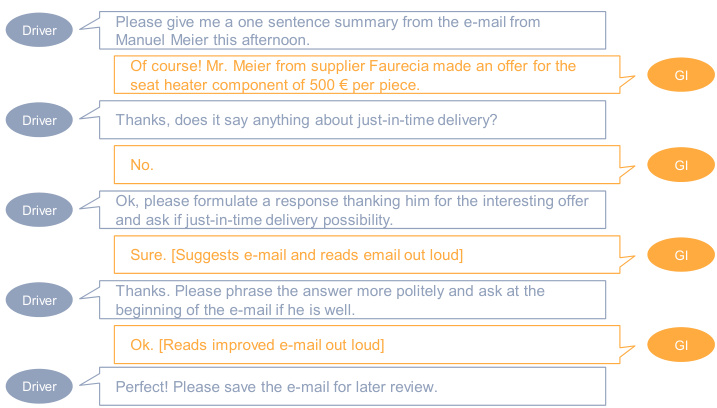 Driver
Please give me a one sentence summary from the e-mail from
Manuel Meier this afternoon.
Of course! Mr. Meier from supplier Faurecia made an offer for the
seat heater component of 500 € per piece.
GI
Driver
Thanks, does it say anything about just-in-time delivery?
No.
GI
Driver
Ok, please formulate a response thanking him for the interesting offer
and ask if just-in-time delivery possibility.
Sure. [Suggests e-mail and reads email out loud]
GI
Driver
Thanks. Please phrase the answer more politely and ask at the
beginning of the e-mail if he is well.
Ok. [Reads improved e-mail out loud]
GI
Driver
Perfect! Please save the e-mail for later review.